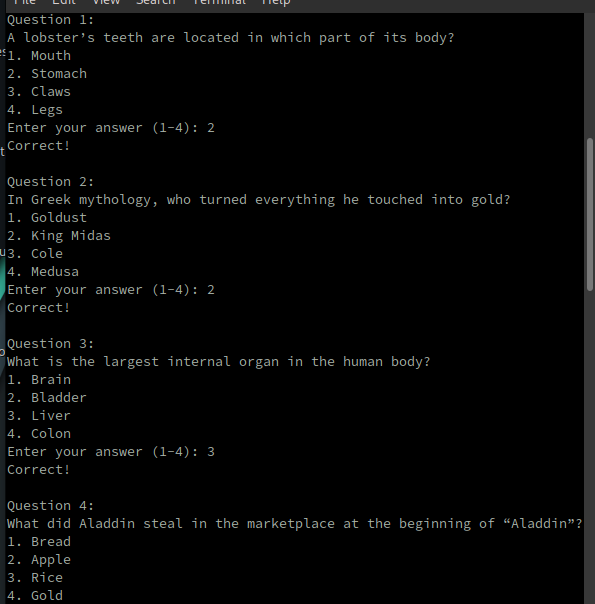 File Edit View Search Terminal Help
Question 1:
A lobster’s teeth are located in which part of its body?
1. Mouth
2. Stomach
3. Claws
4. Legs
Enter your answer (1-4): 2
Correct!
Question 2:
In Greek mythology, who turned everything he touched into gold?
1. Goldust
2. King Midas
3. Cole
4. Medusa
Enter your answer (1-4): 2
Correct!
Question 3:
What is the largest internal organ in the human body?
1. Brain
2. Bladder
3. Liver
4. Colon
Enter your answer (1-4): 3
Correct!
Question 4:
What did Aladdin steal in the marketplace at the beginning of “Aladdin”?
1. Bread
2. Apple
3. Rice
4. Gold